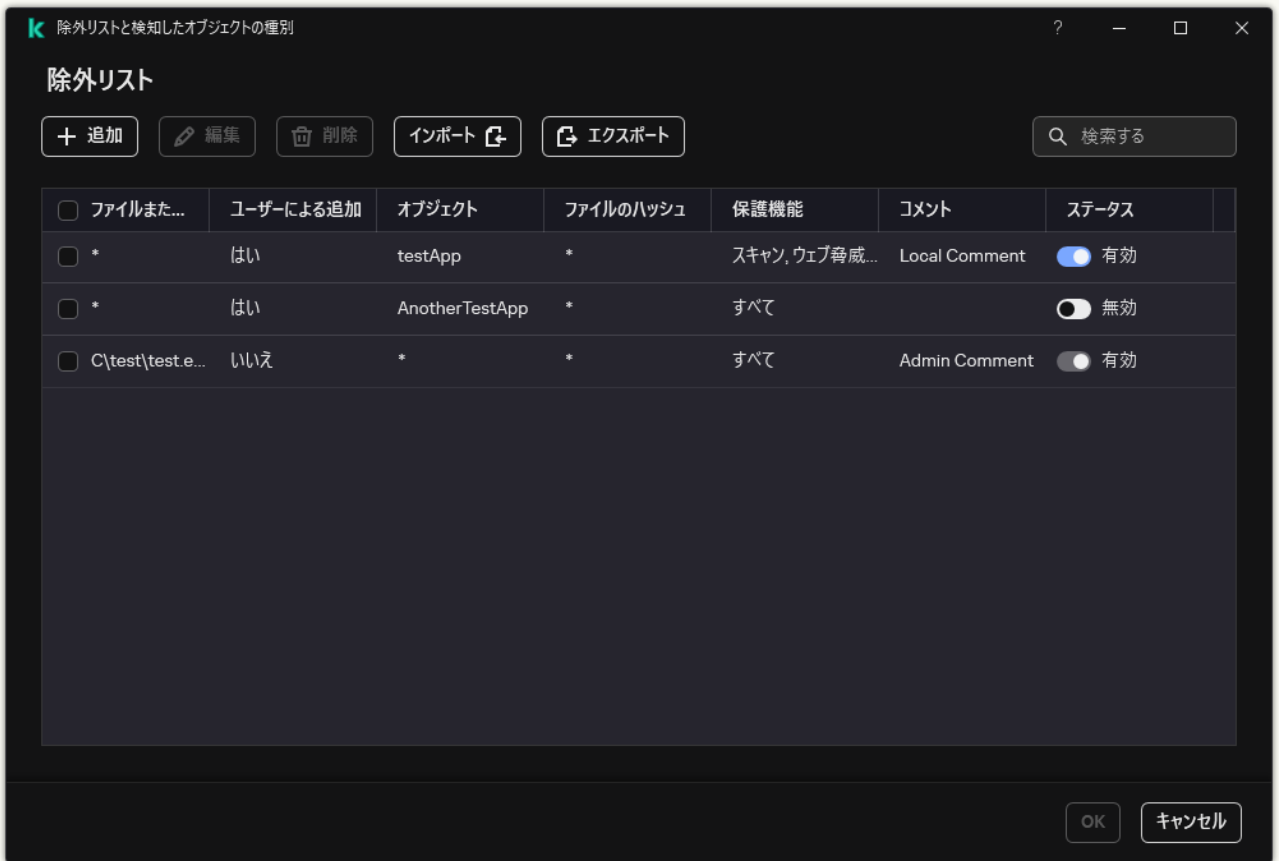 除外リストと検知したオブジェクトの種別 ?
除外リスト
追加 編集 削除 インポート エクスポート 検索する
ファイルまた... ユーザーによる追加 オブジェクト ファイルのハッシュ 保護機能 コメント ステータス
* はい testApp * スキャン, ウェブ脅威... Local Comment 有効
* はい AnotherTestApp * すべて 無効
C\test\test.e... いいえ * * すべて Admin Comment 有効
OK キャンセル